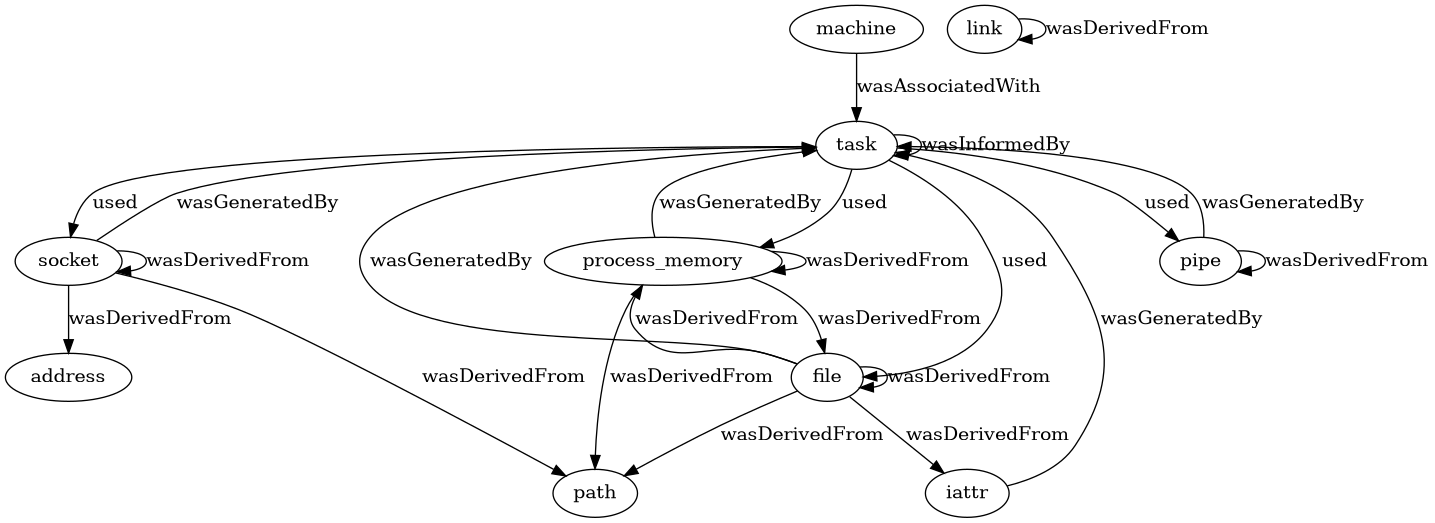 machine
link
wasDerivedFrom
wasAssociatedWith
task
wasInformedBy
used
wasGeneratedBy
wasGeneratedBy
used
used
wasGeneratedBy
socket
wasDerivedFrom
wasGeneratedBy
process_memory
wasDerivedFrom
used
pipe
wasDerivedFrom
wasDerivedFrom
wasDerivedFrom
wasDerivedFrom
wasGeneratedBy
address
wasDerivedFrom
wasDerivedFrom
file
wasDerivedFrom
wasDerivedFrom
wasDerivedFrom
path
iattr